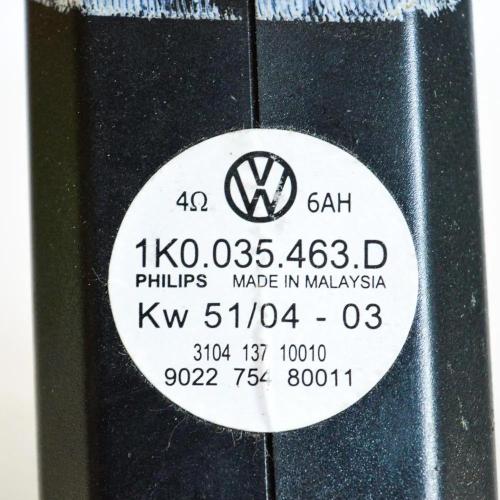 4Ω VW 6AH
1K0.035.463.D
PHILIPS MADE IN MALAYSIA
Kw 51/04 - 03
3104 137 10010
9022 754 80011